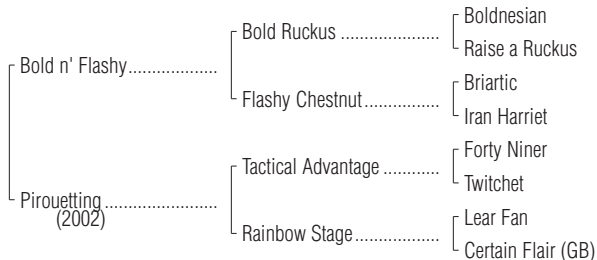 Boldnesian
Bold Ruckus ..................
Raise a Ruckus
Bold n' Flashy...................
Briartic
Flashy Chestnut................
Iran Harriet
Forty Niner
Tactical Advantage ............
Twitchet
Pirouetting ........................
(2002)
Lear Fan
Rainbow Stage..................
Certain Flair (GB)